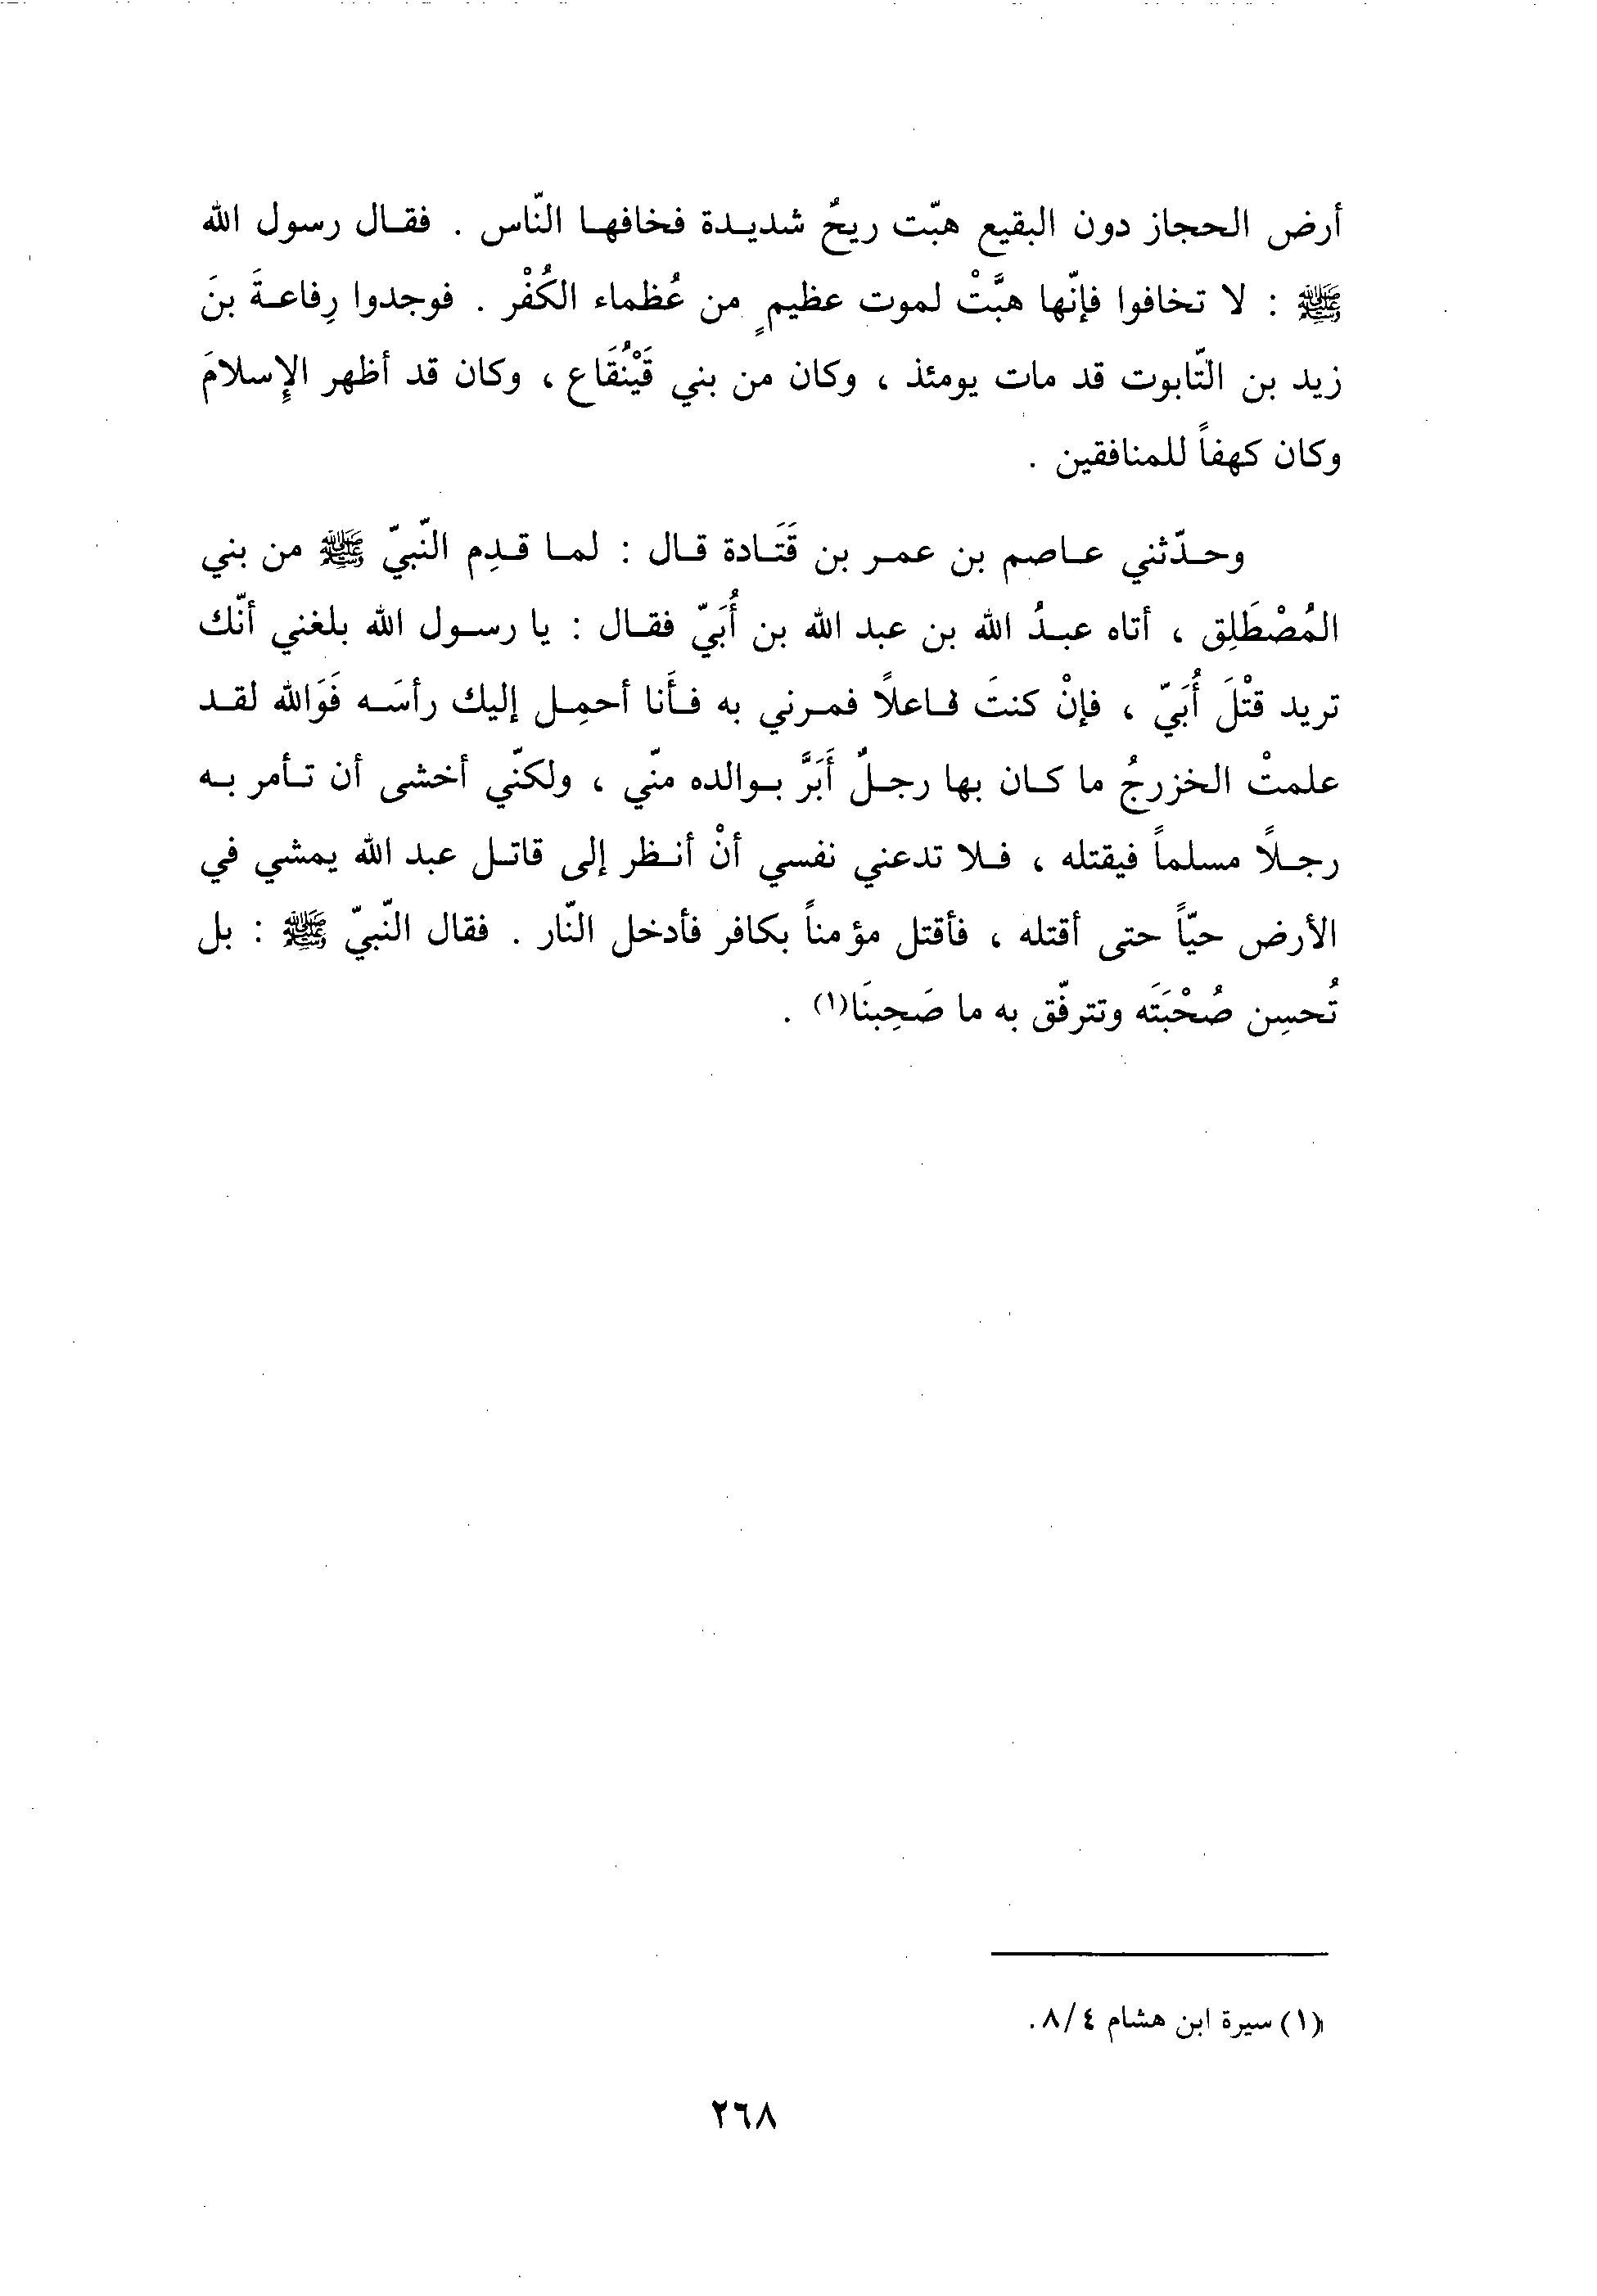 أرض الحجاز دون البقيع هبّت ريحٌ شديدة فخافها النّاس . فقال رسول الله
ﷺ : لا تخافوا فإنّها هبَّتْ لموت عظيمٍ من عُظماء الكُفْر . فوجدوا رِفاعةَ بنَ
زيد بن التّابوت قد مات يومئذ ، وكان من بني قَيْنُقَاع ، وكان قد أظهر الإِسلامَ
وكان كهفاً للمنافقين .
وحدّثني عاصم بن عمر بن قَتَادة قال : لما قدِم النّبيّ ﷺ من بني
المُصْطَلِق ، أتاه عبدُ الله بن عبد الله بن أُبَيّ فقال : يا رسول الله بلغني أنّك
تريد قتْلَ أُبَيّ ، فإنْ كنتَ فاعلاً فمرني به فأَنا أحمِل إليك رأسَه فَوَالله لقد
علمتْ الخزرجُ ما كان بها رجلٌ أَبَرَّ بوالده منّي ، ولكنّي أخشى أن تأمر به
رجلاً مسلماً فيقتله ، فلا تدعني نفسي أنْ أنظر إلى قاتل عبد الله يمشي في
الأرض حيّاً حتى أقتله ، فأقتل مؤمناً بكافر فأدخل النّار . فقال النّبيّ ﷺ : بل
تُحسِن صُحْبَتَه وتترفّق به ما صَحِبنَا(١) .
(١) سيرة ابن هشام ٤/ ٨.
٢٦٨